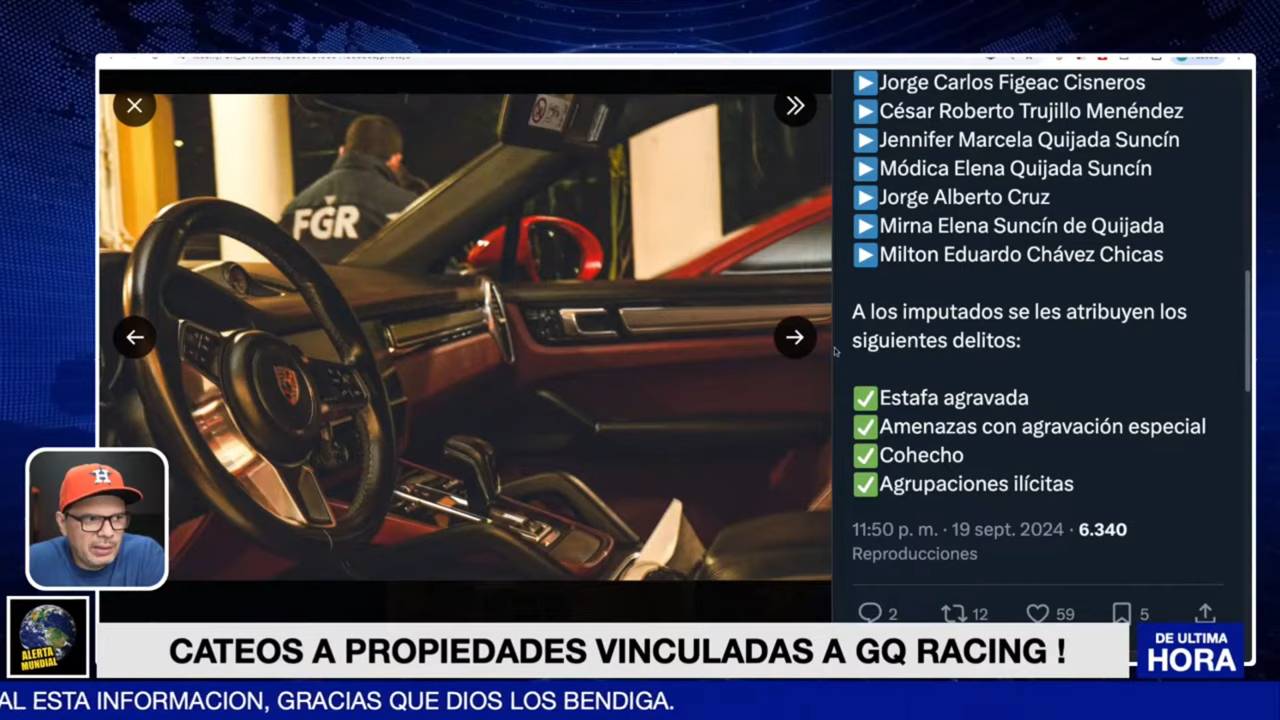 Jorge Carlos Figeac Cisneros
César Roberto Trujillo Menéndez
Jennifer Marcela Quijada Suncín
Módica Elena Quijada Suncín
Jorge Alberto Cruz
Mirna Elena Suncín de Quijada
Milton Eduardo Chávez Chicas
A los imputados se les atribuyen los
siguientes delitos:
Estafa agravada
Amenazas con agravación especial
Cohecho
Agrupaciones ilícitas
11:50 p. m. · 19 sept. 2024 · 6.340
Reproducciones
2 12 59 5
FGR
H
ALERTA
MUNDIAL
CATEOS A PROPIEDADES VINCULADAS A GQ RACING !
DE ULTIMA
HORA
AL ESTA INFORMACION, GRACIAS QUE DIOS LOS BENDIGA.